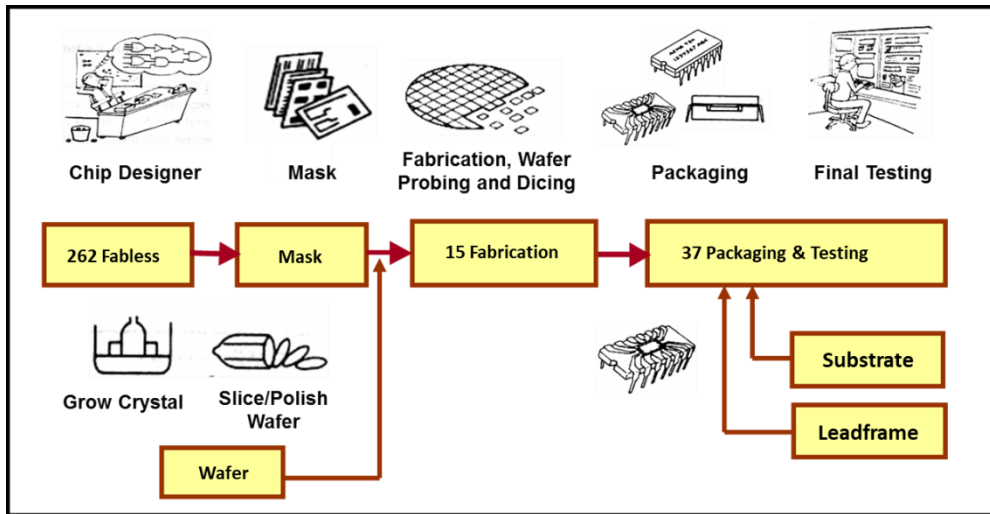 Chip Designer
Mask
Fabrication, Wafer
Probing and Dicing
Packaging
Final Testing
262 Fabless
Mask
15 Fabrication
37 Packaging & Testing
Grow Crystal
Slice/Polish
Wafer
Substrate
Leadframe
Wafer